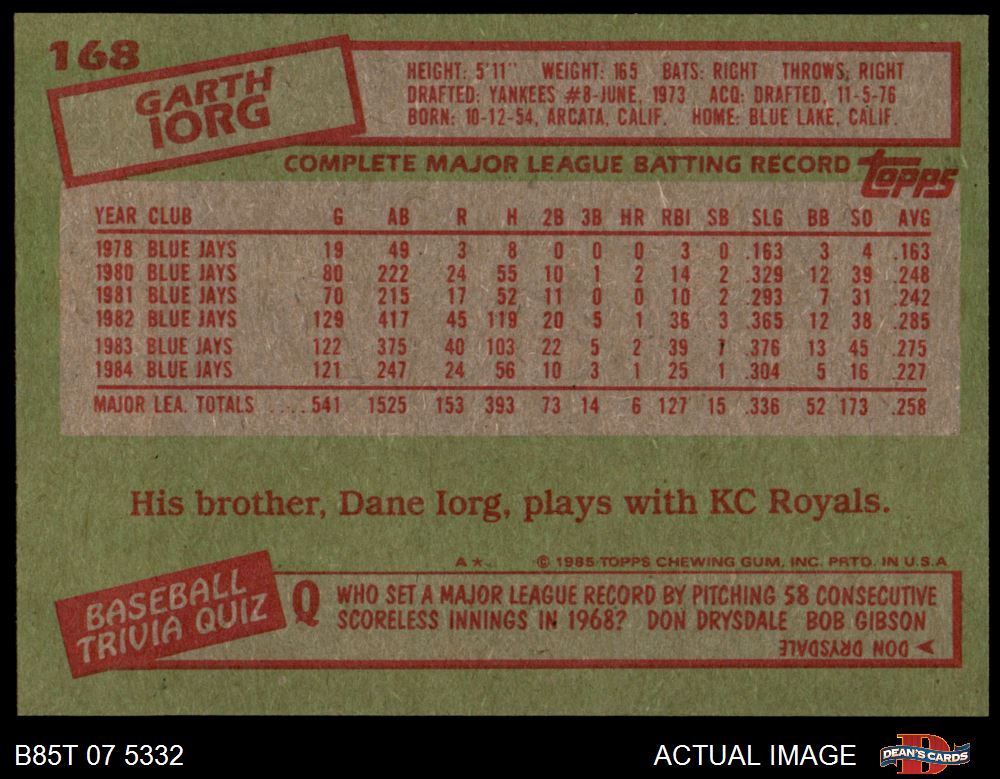 168
GARTH
IORG
HEIGHT: 5'11" WEIGHT: 165 BATS: RIGHT THROWS: RIGHT
DRAFTED: YANKEES #8-JUNE, 1973 ACQ: DRAFTED, 11-5-76
BORN: 10-12-54, ARCATA, CALIF. HOME: BLUE LAKE, CALIF.
COMPLETE MAJOR LEAGUE BATTING RECORD topps
YEAR CLUB G AB R H 2B 3B HR RBI SB SLG BB SO AVG
1978 BLUE JAYS 19 49 3 8 0 0 0 3 0 .163 3 4 .163
1980 BLUE JAYS 80 222 24 55 10 1 2 14 2 .329 12 39 .248
1981 BLUE JAYS 70 215 17 52 11 0 0 10 2 .293 7 31 .242
1982 BLUE JAYS 129 417 45 119 20 5 1 36 3 .365 12 38 .285
1983 BLUE JAYS 122 375 40 103 22 5 2 39 7 .376 13 45 .275
1984 BLUE JAYS 121 247 24 56 10 3 1 25 1 .304 5 16 .227
MAJOR LEA. TOTALS ..... 541 1525 153 393 73 14 6 127 15 .336 52 173 .258
His brother, Dane Iorg, plays with KC Royals.
A★ © 1985 TOPPS CHEWING GUM, INC. PRTD. IN U.S.A.
BASEBALL
TRIVIA QUIZ
Q WHO SET A MAJOR LEAGUE RECORD BY PITCHING 58 CONSECUTIVE
SCORELESS INNINGS IN 1968? DON DRYSDALE BOB GIBSON
DON DRYSDALE
B85T 07 5332 ACTUAL IMAGE DEAN'S CARDS